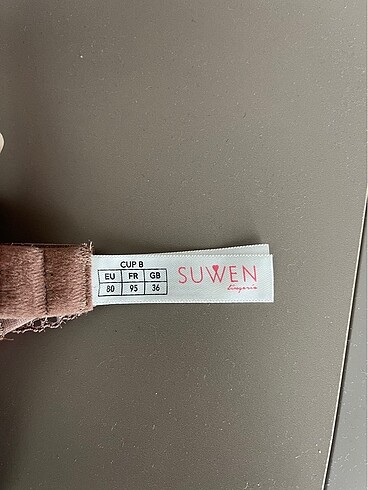 CUP B
EU FR GB
80 95 36
SUWEN
Lingerie